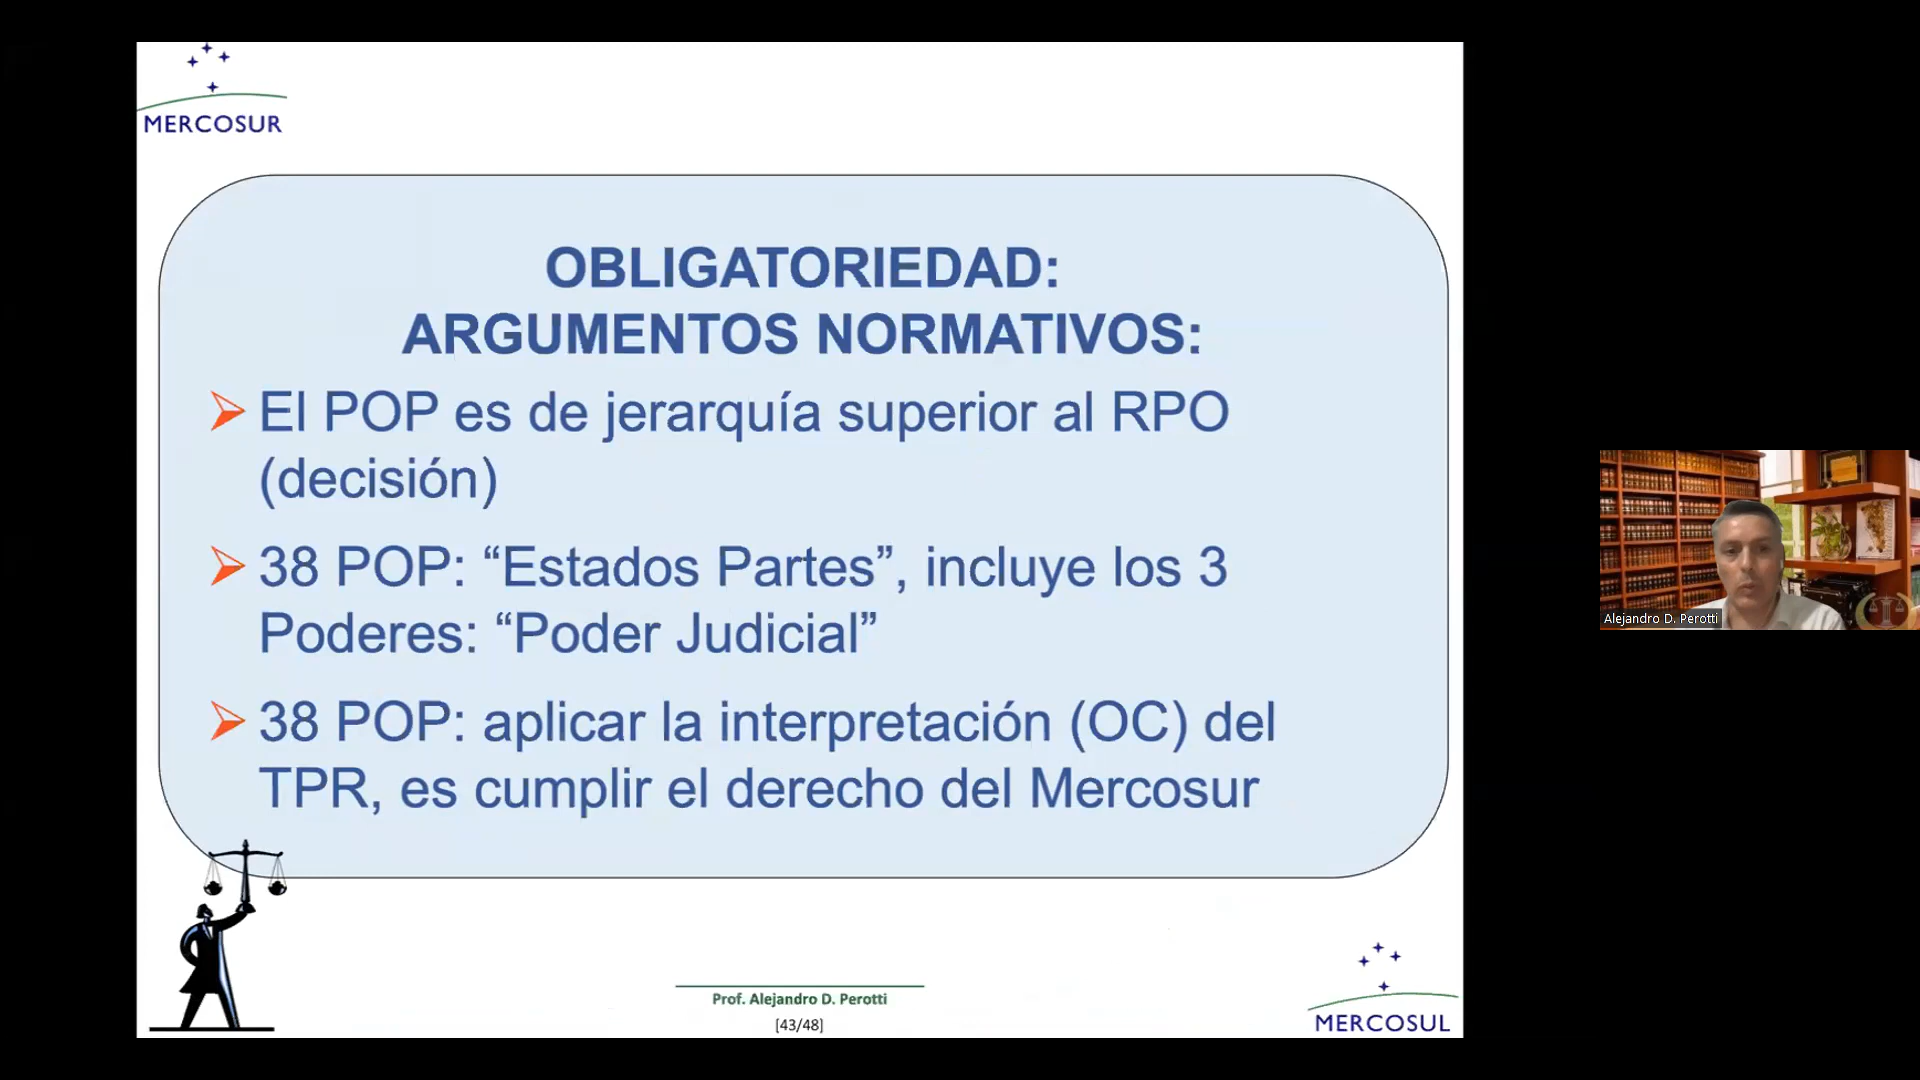 MERCOSUR
OBLIGATORIEDAD:
ARGUMENTOS NORMATIVOS:
El POP es de jerarquía superior al RPO
(decisión)
38 POP: “Estados Partes”, incluye los 3
Poderes: “Poder Judicial”
38 POP: aplicar la interpretación (OC) del
TPR, es cumplir el derecho del Mercosur
Prof. Alejandro D. Perotti
[43/48]
MERCOSUL
Alejandro D. Perotti